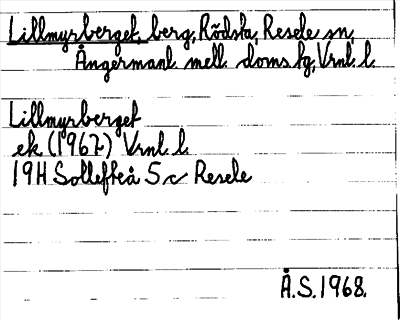 Lillmyrberget, berg, Rödsta, Resele sn,
Ångermanl. mell. doms fg, Vrnl. l.
Lillmyrberget
ek (1967) Vrnl. l.
19H Sollefteå 5c Resele
Å.S. 1968.